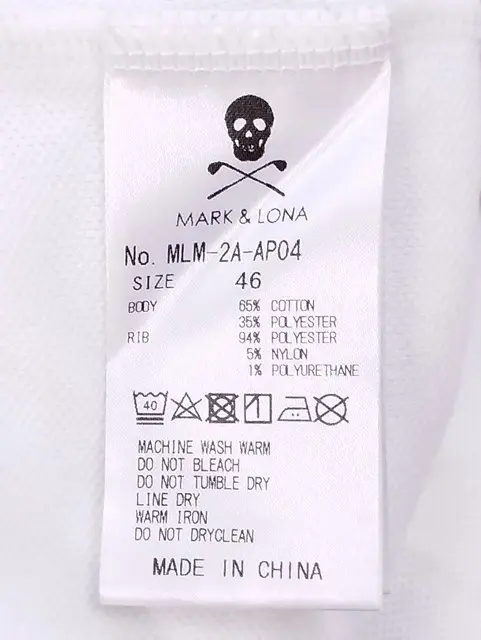 MARK & LONA
No. MLM-2A-AP04
SIZE 46
BODY 65% COTTON
35% POLYESTER
RIB 94% POLYESTER
5% NYLON
1% POLYURETHANE
40
MACHINE WASH WARM
DO NOT BLEACH
DO NOT TUMBLE DRY
LINE DRY
WARM IRON
DO NOT DRYCLEAN
MADE IN CHINA